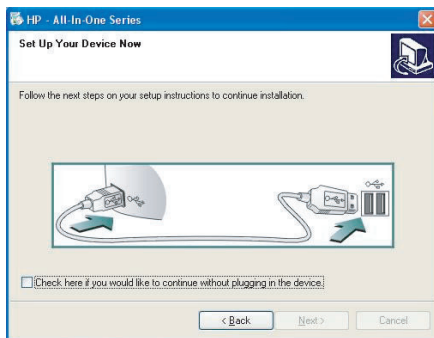 HP - All-In-One Series
Set Up Your Device Now
Follow the next steps on your setup instructions to continue installation.
Check here if you would like to continue without plugging in the device.
< Back
Next >
Cancel